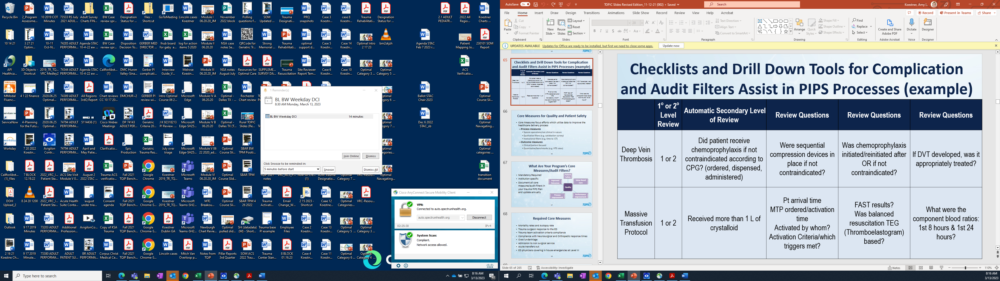 Recycle Bin
2_Program Assessme...
10 2019 COT Minutes
73533 RS July 2021 ADUL...
Adult Survey Charts FIN...
BW Case review spr...
Designation Status for ...
files - Shortcut
GoToMeeting
Lincoln cases Koestner
Module I 06.20.20_JM
November 2022 block
Polling questions f...
SOM Updated ...
Trauma Designati...
PRQ snapshots
Case 3 Koestn...
case 8 Koestn...
Trauma Rehabilitati...
Designation Status for ...
2.1 ADULT PEDIATR...
2022 All Regio...
Koestner Charts ...
10 14 21
3 27 21 Optim...
10-11 Oct-N...
74285 ADULT PERFORMA...
Agenda STAC 10-4-22 ew ...
BW Case review spr...
Disposition Decision To...
GERBER MED DIRECTOR ...
Ihub board for gaby a...
log for action items 5 2020
Module II 06.20.20
NSA case notes Se...
QRCode for Geriatric Tr...
Strong Memorial ...
Trauma Rehabilitati...
optimal support d...
Case 5 Koestn...
Case 14 Koestn...
Optimal Intro 2 17 23
bm2skjzh
Agenda STAC Feb 7 2023 r...
Patient Mapping Jo...
230101 SOM Report
API Healthca...
3D Objects - Shortcut
2019_TR_TQ... VRC Medley2
74344 ADULT PERFORMA...
Agenda STAC 10-4-22 ew ...
CallforAbst... (1)
DMC Huron Valley-Sina...
Gerber PI complicati...
Interview Guide_V...
Melrose Koestn...
Module III 06.20.20_JM
NSA notes August July
Resources for Optimal Care
SUPPLEME... SURVEY DA...
Trauma Resuscitation
Site Reviewer Report Tem...
Case 6 Koestn...
Case 10 Koestn...
Optimal Category 3 ...
Optimal Category 5 ...
ACS Verificatio...
MModal Fluenc...
4 1 22 finance
2020.06.25 Optimal...
74389 ADULT PERFORMA...
All Regions 3rdQ Report
Chart reviews CC 10 17 20...
DMCHUR~2
GERBER PI review wi...
Intro Optimal Course 06 2...
Microsoft Edge
Module IV A 06.20.20
Optimal - Dallas TX - ...
Rochester Chart review
Ballot STAC Chair 2023
Optimal Course Sli...
ServiceNow
4-Planning for the Futu...
2020.06.25 Optimal...
74794 ADULT PERFORMA...
5114436 (1)
Cisco Webex Meetings
DP 74143 ADULT PER...
Geriatric Criteria 20...
J K 92318213 PI Review. ...
Microsoft Edge-SH25...
Module IV B 06.20.20
Optimal - Dallas TX (T...
Rural TOPIC Slides (Re...
Dec 6 2022 STAC_sb
Optimal Navagating...
Workday
7 20 2022 Koestne...
Avigilon Contr...
74794 ADULT PERFORMA...
April and May Patie...
Clarificatio...
Epic Production
Geriatric Trauma Res...
July over triage
Microsoft Edge-SH25...
Module V 06 22 2020_ad...
Optimal Course Sli...
SBAR BW TPM Positi...
Optimal categories ...
CallforAbst... (1)_files
7 BLOCK 12.19.22
2022_VRC_I... Patient Sta...
ACS Site Visit Module V 0...
August 2 2022 STAC ...
Trauma ACS verificatio...
Fall 2021 TQIP Bench...
Google Chrome
Koestner 2019_TR_TQ...
Microsoft Teams
Module VI 06.20.20_JM
Optimal Course Slid...
SBAR TPM
TQIP 2021 notes
Optimal Navagating...
transition document
DOH Upload_2
8 24 20 1200
2022_VRC_I... Patient Sta...
Acute Health Suite Conta...
'august under tria...
Consent agenda
Fall 2021 TQIP Bench...
Google Chrome-S...
Koestner 2019_TR_TQ...
Microsoft Teams-SH2...
MTC Breakou...
Optimal Course Sli...
SBAR TPM 4 26 2022
Trauma Activati...
Email Change_W...
2 15 2023 - Shortcut
Caae 12 Koestne...
Optimal Categories...
VRC-Resou...
Outlook
9 17 2019 Minutes
73203 ADULT PERFORMA...
Additional Profession...
AvigilonCo...
Copy of KSA Trauma
Fall 2021 TQIP Bench...
Google Chrome-S...
Koestner Dublin GA
Microsoft Teams-SH2...
Newburgh Chart Revie...
Optimal pulled slid...
SH (datadata) (M) - Short...
Trauma base PI example
Employee Files
Case 2 Koestn...
Case 13 Koestn...
Optimal Category 5 ...
Optimal Category 3 ...
2 16 21 Koestne Ch...
9 17 2019 Minute...
73380 ADULT PERFORMA...
ADULT PATIENT SU...
BR ADULT PERFORMA...
Corpus Christ Medical Ce...
Fall 2021 TQIP Bench...
Google Chrome-S...
Lincoln cases
Mitch Van Overloop p...
Notes from TQIP
Pillar Reports 3rd Quarter
SOM ACS 2022 Trau...
Trauma Center Stan...
8 BLOCK 01.16.23
Case 4 Koestn...
Case 11 Koestn...
Optimal Category 6 ...
Optimal Category 4 ...
1 Reminder(s)
BL BW Weekday DCI
8:30 AM Monday, March 13, 2023
BL BW Weekday DCI 14 minutes
Join Online Dismiss
Click Snooze to be reminded in:
5 minutes before start Snooze Dismiss All
Cisco AnyConnect Secure Mobility Client
VPN:
Connected to auto.spectrumhealth.org.
auto.spectrumhealth.org Disconnect
02:25:30 IPv4
System Scan:
Compliant.
Network access allowed.
cisco
Type here to search
8:16 AM
3/13/2023
41
AutoSave On TOPIC Slides Revised Edition_11-12-21 (002) • Saved Search Koestner, Amy L.
File Home Insert Draw Design Transitions Animations Slide Show Record Review View Help Acrobat Record Present in Teams Share
Paste Cut Copy Format Painter Clipboard
New Slide Reuse Slides Layout Reset Section Slides
20 Font
Text Direction Align Text Convert to SmartArt Paragraph
Arrange Quick Styles Shape Fill Shape Outline Shape Effects Drawing
Find Replace Select Editing
Create and Share Adobe PDF Adobe Acrobat
Dictate Voice
Designer Designer
UPDATES AVAILABLE Updates for Office are ready to be installed, but first we need to close some apps. Update now
TOPIC
65
Checklists and Drill Down Tools for Complication
and Audit Filters Assist in PIPS Processes (example)
66
Core Measures for Quality and Patient Safety
• Core Measures focus efforts which utilize data to improve the
healthcare delivery process
– Process measures
• System operations/not clinical in nature
• Qualitative filters (e.g. satisfaction survey)
• Institutional filters (e.g. time to CT)
– Outcome measures
• Clinical/patient focused
• Quantitative/benchmarks (e.g. VTE rates)
TOPIC
67
What Are Your Program's Core
Measures/Audit Filters?
• Mandatory/Required
• Institution specific
• Document all core
measures/audit filters in
your trauma PIPS Plan
and update annually
Patient Safety
Improved Outcomes
Value Based Care
Quality
Process Improvement
Performance Improvement
TOPIC
68
Required Core Measures
• Mortality rates and Autopsy rate
• Trauma surgeon response to the ED
• Trauma team activation criteria compliance
• Compliance with Neurosurgical and Orthopedic response times
• Over/undertriage
• Admission to non surgical service
• Acute transfers out
• ED physicians covering in house emergencies at Level III
TOPIC
Checklists and Drill Down Tools for Complication
and Audit Filters Assist in PIPS Processes (example)
1º or 2º Level Review
Automatic Secondary Level of Review
Review Questions
Review Questions
Review Questions
Deep Vein Thrombosis
1 or 2
Did patient receive chemoprophylaxis if not contraindicated according to CPG? (ordered, dispensed, administered)
Were sequential compression devices in place if not contraindicated?
Was chemoprophylaxis initiated/reinitiated after OR if not contraindicated?
If DVT developed, was it appropriately treated?
Massive Transfusion Protocol
1 or 2
Received more than 1 L of crystalloid
Pt arrival time
MTP ordered/activation time
Activated by whom?
Activation Criteria/which triggers met?
FAST results?
Was balanced resuscitation TEG (Thromboelastogram) based?
What were the component blood ratios: 1st 8 hours & 1st 24 hours?
Slide 65 of 265 Accessibility: Investigate Notes 110%
8:16 AM
3/13/2023